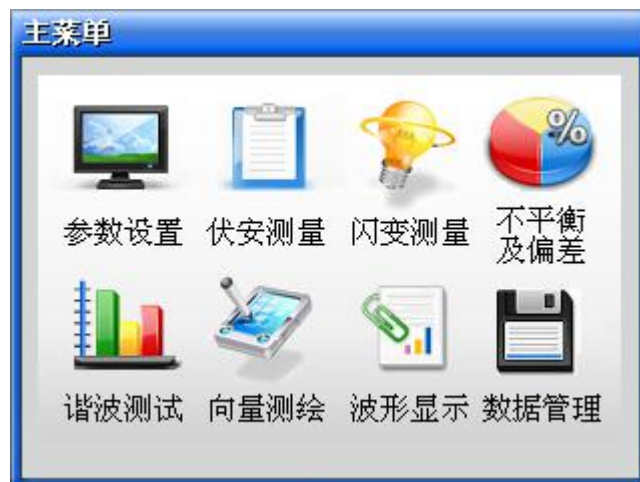 主菜单
参数设置 伏安测量 闪变测量 不平衡
及偏差
%
谐波测试 向量测绘 波形显示 数据管理